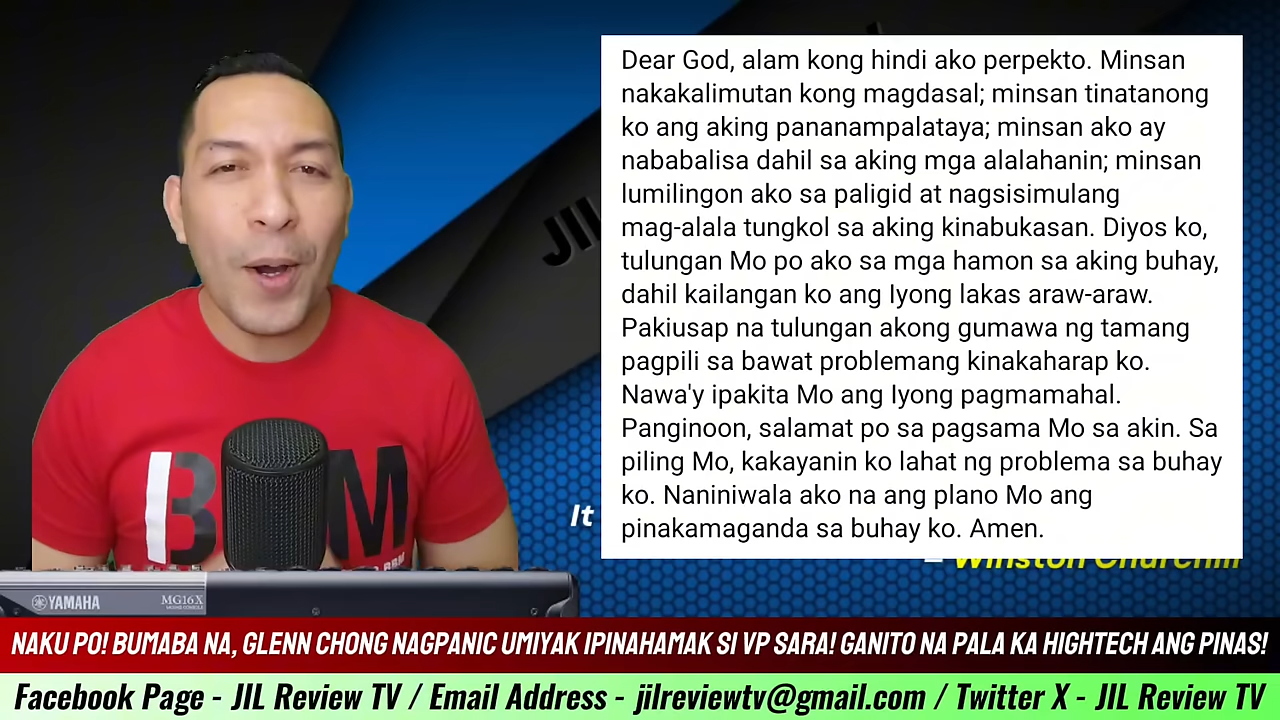 Dear God, alam kong hindi ako perpekto. Minsan
nakakalimutan kong magdasal; minsan tinatanong
ko ang aking pananampalataya; minsan ako ay
nababalisa dahil sa aking mga alalahanin; minsan
lumilingon ako sa paligid at nagsisimulang
mag-alala tungkol sa aking kinabukasan. Diyos ko,
tulungan Mo po ako sa mga hamon sa aking buhay,
dahil kailangan ko ang Iyong lakas araw-araw.
Pakiusap na tulungan akong gumawa ng tamang
pagpili sa bawat problemang kinakaharap ko.
Nawa'y ipakita Mo ang Iyong pagmamahal.
Panginoon, salamat po sa pagsama Mo sa akin. Sa
piling Mo, kakayanin ko lahat ng problema sa buhay
ko. Naniniwala ako na ang plano Mo ang
pinakamaganda sa buhay ko. Amen.
JIL
It
– Winston Churchill
B M
BBM
YAMAHA MG16X
NAKU PO! BUMABA NA, GLENN CHONG NAGPANIC UMIYAK IPINAHAMAK SI VP SARA! GANITO NA PALA KA HIGHTECH ANG PINAS!
Facebook Page - JIL Review TV / Email Address - jilreviewtv@gmail.com / Twitter X - JIL Review TV